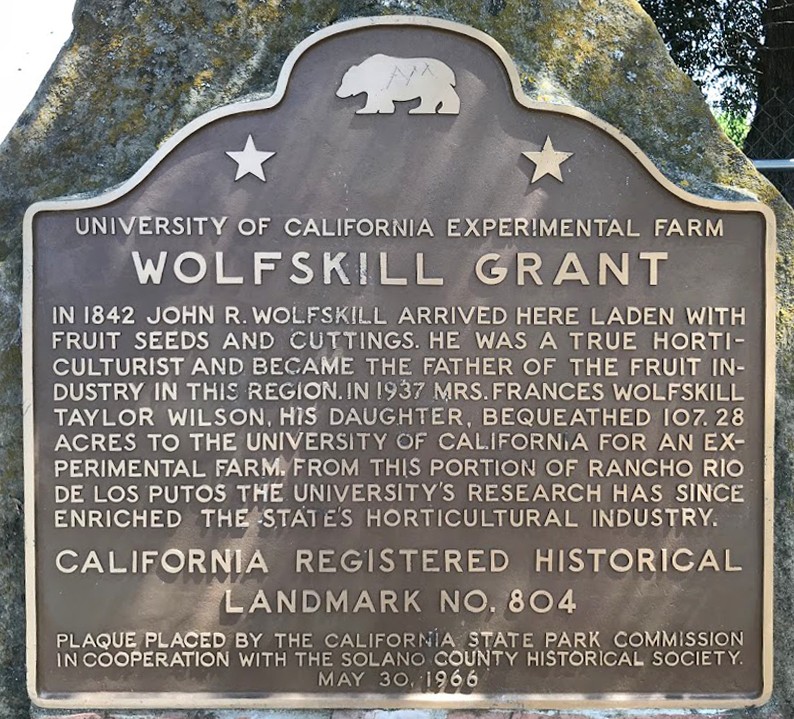 UNIVERSITY OF CALIFORNIA EXPERIMENTAL FARM
WOLFSKILL GRANT
IN 1842 JOHN R. WOLFSKILL ARRIVED HERE LADEN WITH
FRUIT SEEDS AND CUTTINGS. HE WAS A TRUE HORTI-
CULTURIST AND BECAME THE FATHER OF THE FRUIT IN-
DUSTRY IN THIS REGION. IN 1937 MRS. FRANCES WOLFSKILL
TAYLOR WILSON, HIS DAUGHTER, BEQUEATHED 107.28
ACRES TO THE UNIVERSITY OF CALIFORNIA FOR AN EX-
PERIMENTAL FARM. FROM THIS PORTION OF RANCHO RIO
DE LOS PUTOS THE UNIVERSITY'S RESEARCH HAS SINCE
ENRICHED THE STATE'S HORTICULTURAL INDUSTRY.
CALIFORNIA REGISTERED HISTORICAL
LANDMARK NO. 804
PLAQUE PLACED BY THE CALIFORNIA STATE PARK COMMISSION
IN COOPERATION WITH THE SOLANO COUNTY HISTORICAL SOCIETY.
MAY 30, 1966